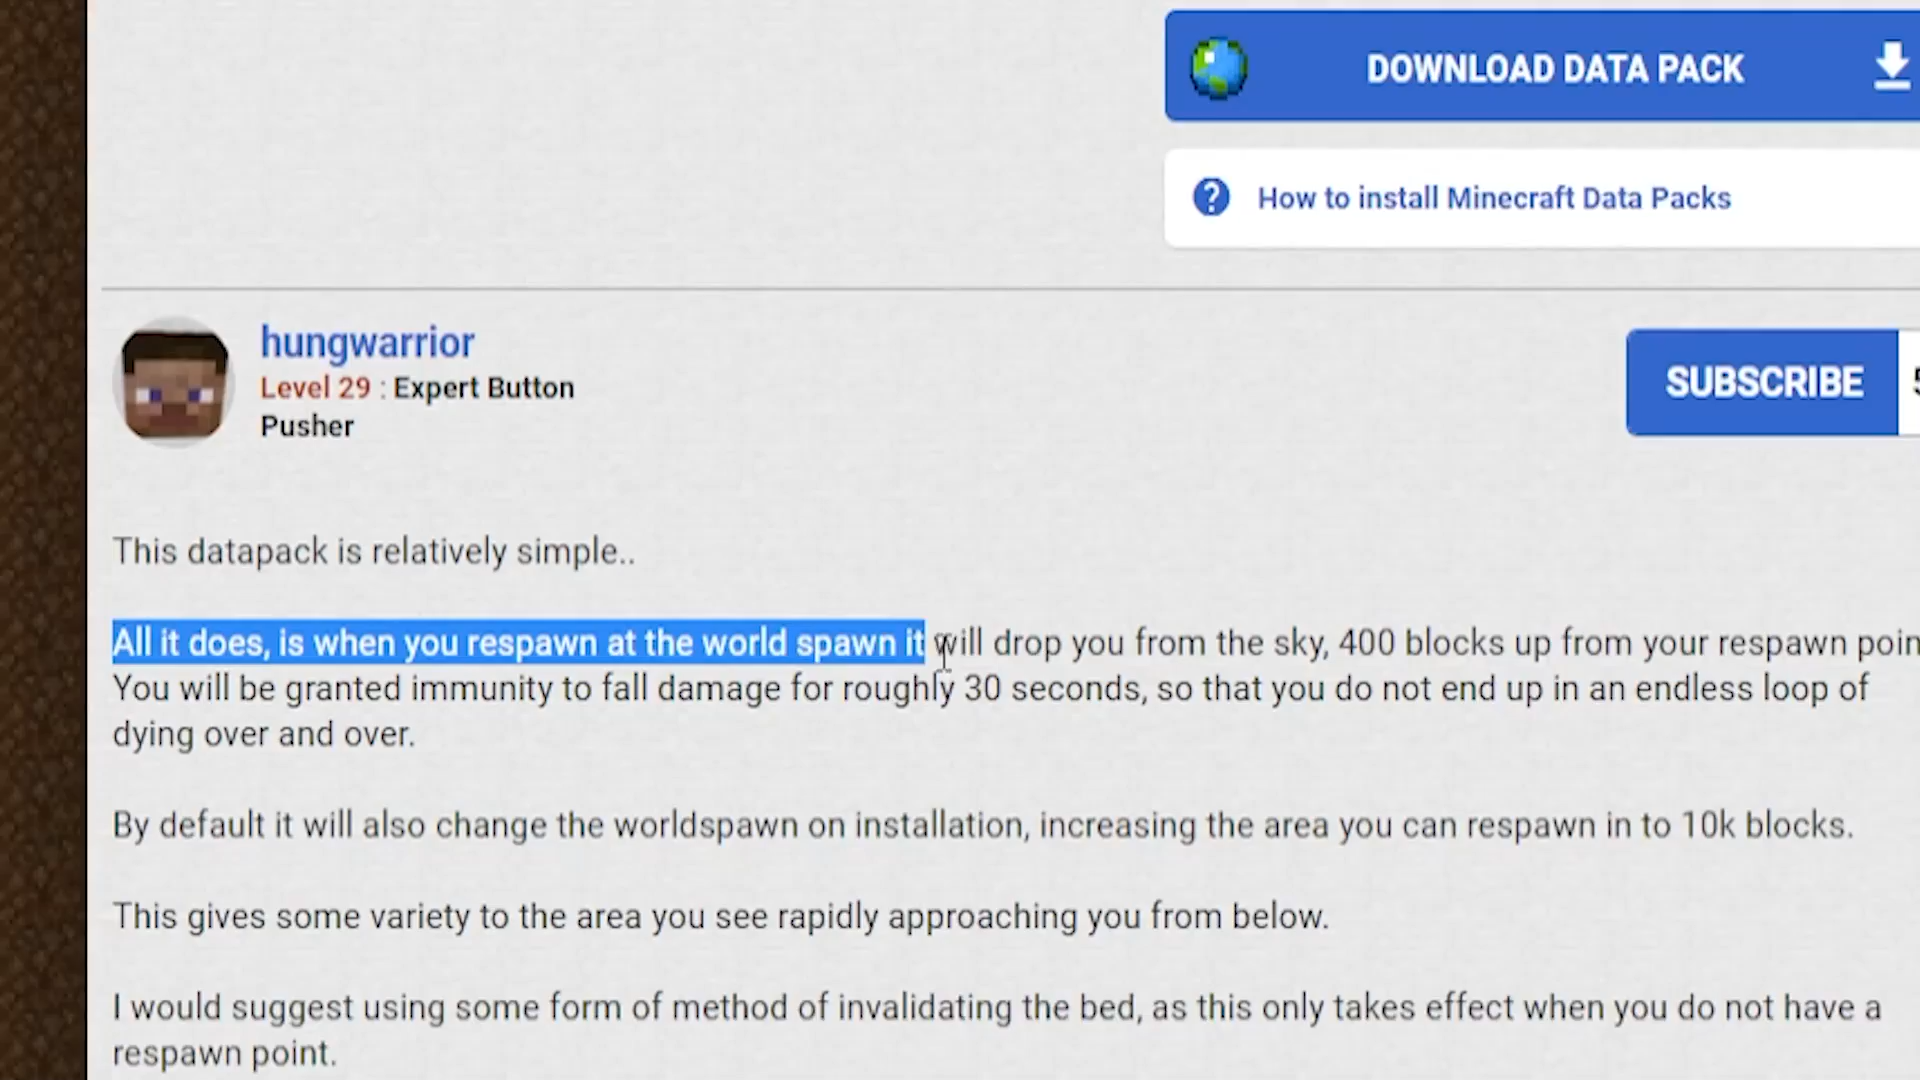 DOWNLOAD DATA PACK
How to install Minecraft Data Packs
hungwarrior
Level 29 : Expert Button
Pusher
SUBSCRIBE
This datapack is relatively simple..
All it does, is when you respawn at the world spawn it will drop you from the sky, 400 blocks up from your respawn poin
You will be granted immunity to fall damage for roughly 30 seconds, so that you do not end up in an endless loop of
dying over and over.
By default it will also change the worldspawn on installation, increasing the area you can respawn in to 10k blocks.
This gives some variety to the area you see rapidly approaching you from below.
I would suggest using some form of method of invalidating the bed, as this only takes effect when you do not have a
respawn point.